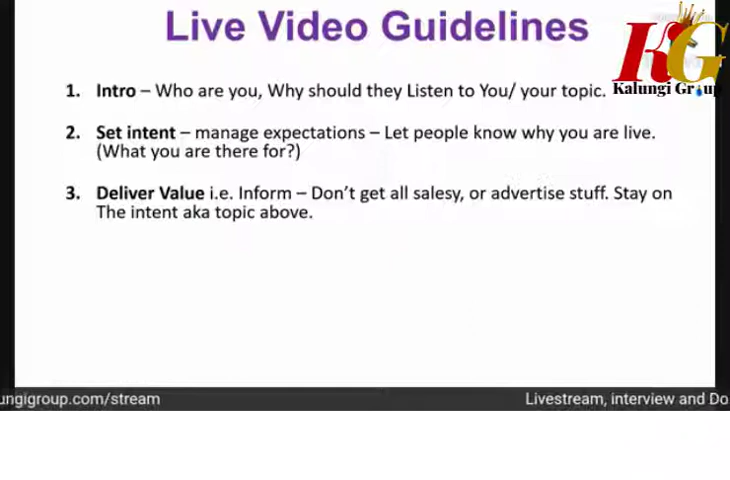 Live Video Guidelines
KG
Kalungi Group
1. Intro – Who are you, Why should they Listen to You/ your topic.
2. Set intent – manage expectations – Let people know why you are live.
(What you are there for?)
3. Deliver Value i.e. Inform – Don't get all salesy, or advertise stuff. Stay on
The intent aka topic above.
ungigroup.com/stream
Livestream, interview and Do